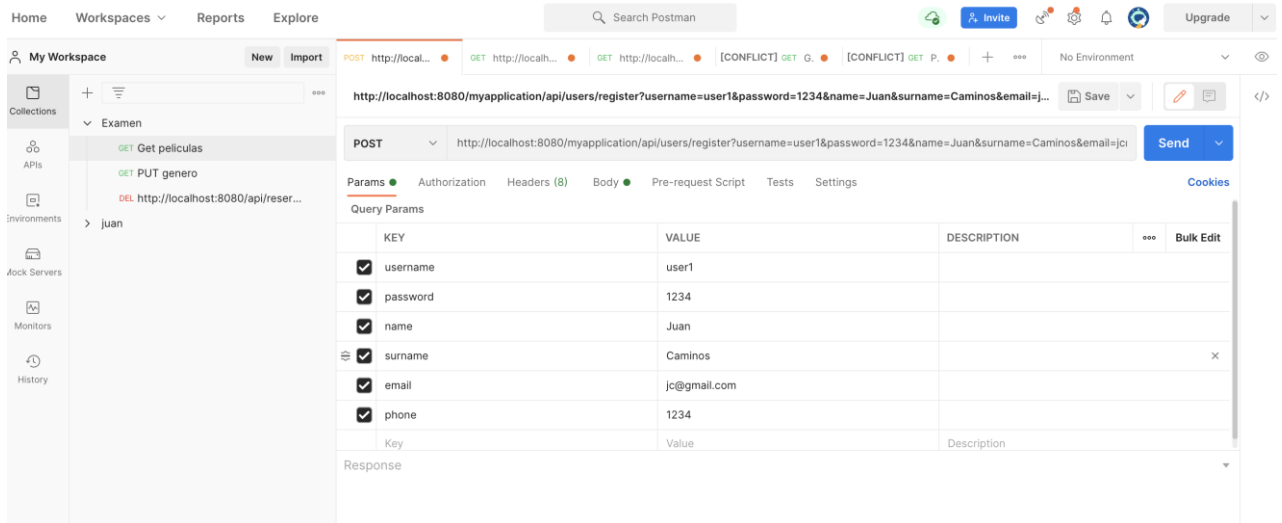 Home Workspaces Reports Explore Search Postman Invite Upgrade
My Workspace New Import
POST http://local... GET http://localh... GET http://localh... [CONFLICT] GET G. [CONFLICT] GET P. No Environment
Collections
APIs
Environments
Mock Servers
Monitors
History
Examen
GET Get peliculas
GET PUT genero
DEL http://localhost:8080/api/reser...
juan
http://localhost:8080/myapplication/api/users/register?username=user1&password=1234&name=Juan&surname=Caminos&email=j... Save
POST http://localhost:8080/myapplication/api/users/register?username=user1&password=1234&name=Juan&surname=Caminos&email=jc Send
Params Authorization Headers (8) Body Pre-request Script Tests Settings Cookies
Query Params
KEY VALUE DESCRIPTION Bulk Edit
username user1
password 1234
name Juan
surname Caminos
email jc@gmail.com
phone 1234
Key Value Description
Response